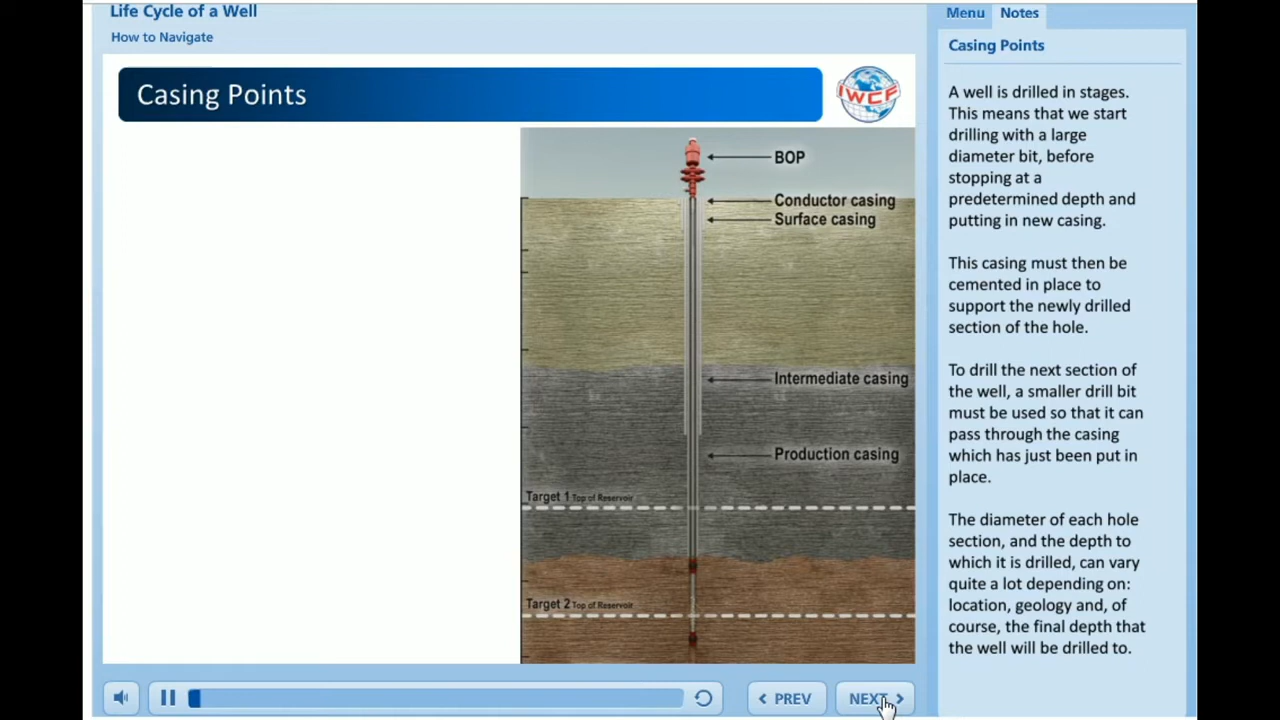 Life Cycle of a Well
How to Navigate
Menu Notes
Casing Points
IWCF
BOP
Conductor casing
Surface casing
Intermediate casing
Production casing
Target 1 Top of Reservoir
Target 2 Top of Reservoir
Casing Points
A well is drilled in stages.
This means that we start
drilling with a large
diameter bit, before
stopping at a
predetermined depth and
putting in new casing.
This casing must then be
cemented in place to
support the newly drilled
section of the hole.
To drill the next section of
the well, a smaller drill bit
must be used so that it can
pass through the casing
which has just been put in
place.
The diameter of each hole
section, and the depth to
which it is drilled, can vary
quite a lot depending on:
location, geology and, of
course, the final depth that
the well will be drilled to.
PREV
NEXT